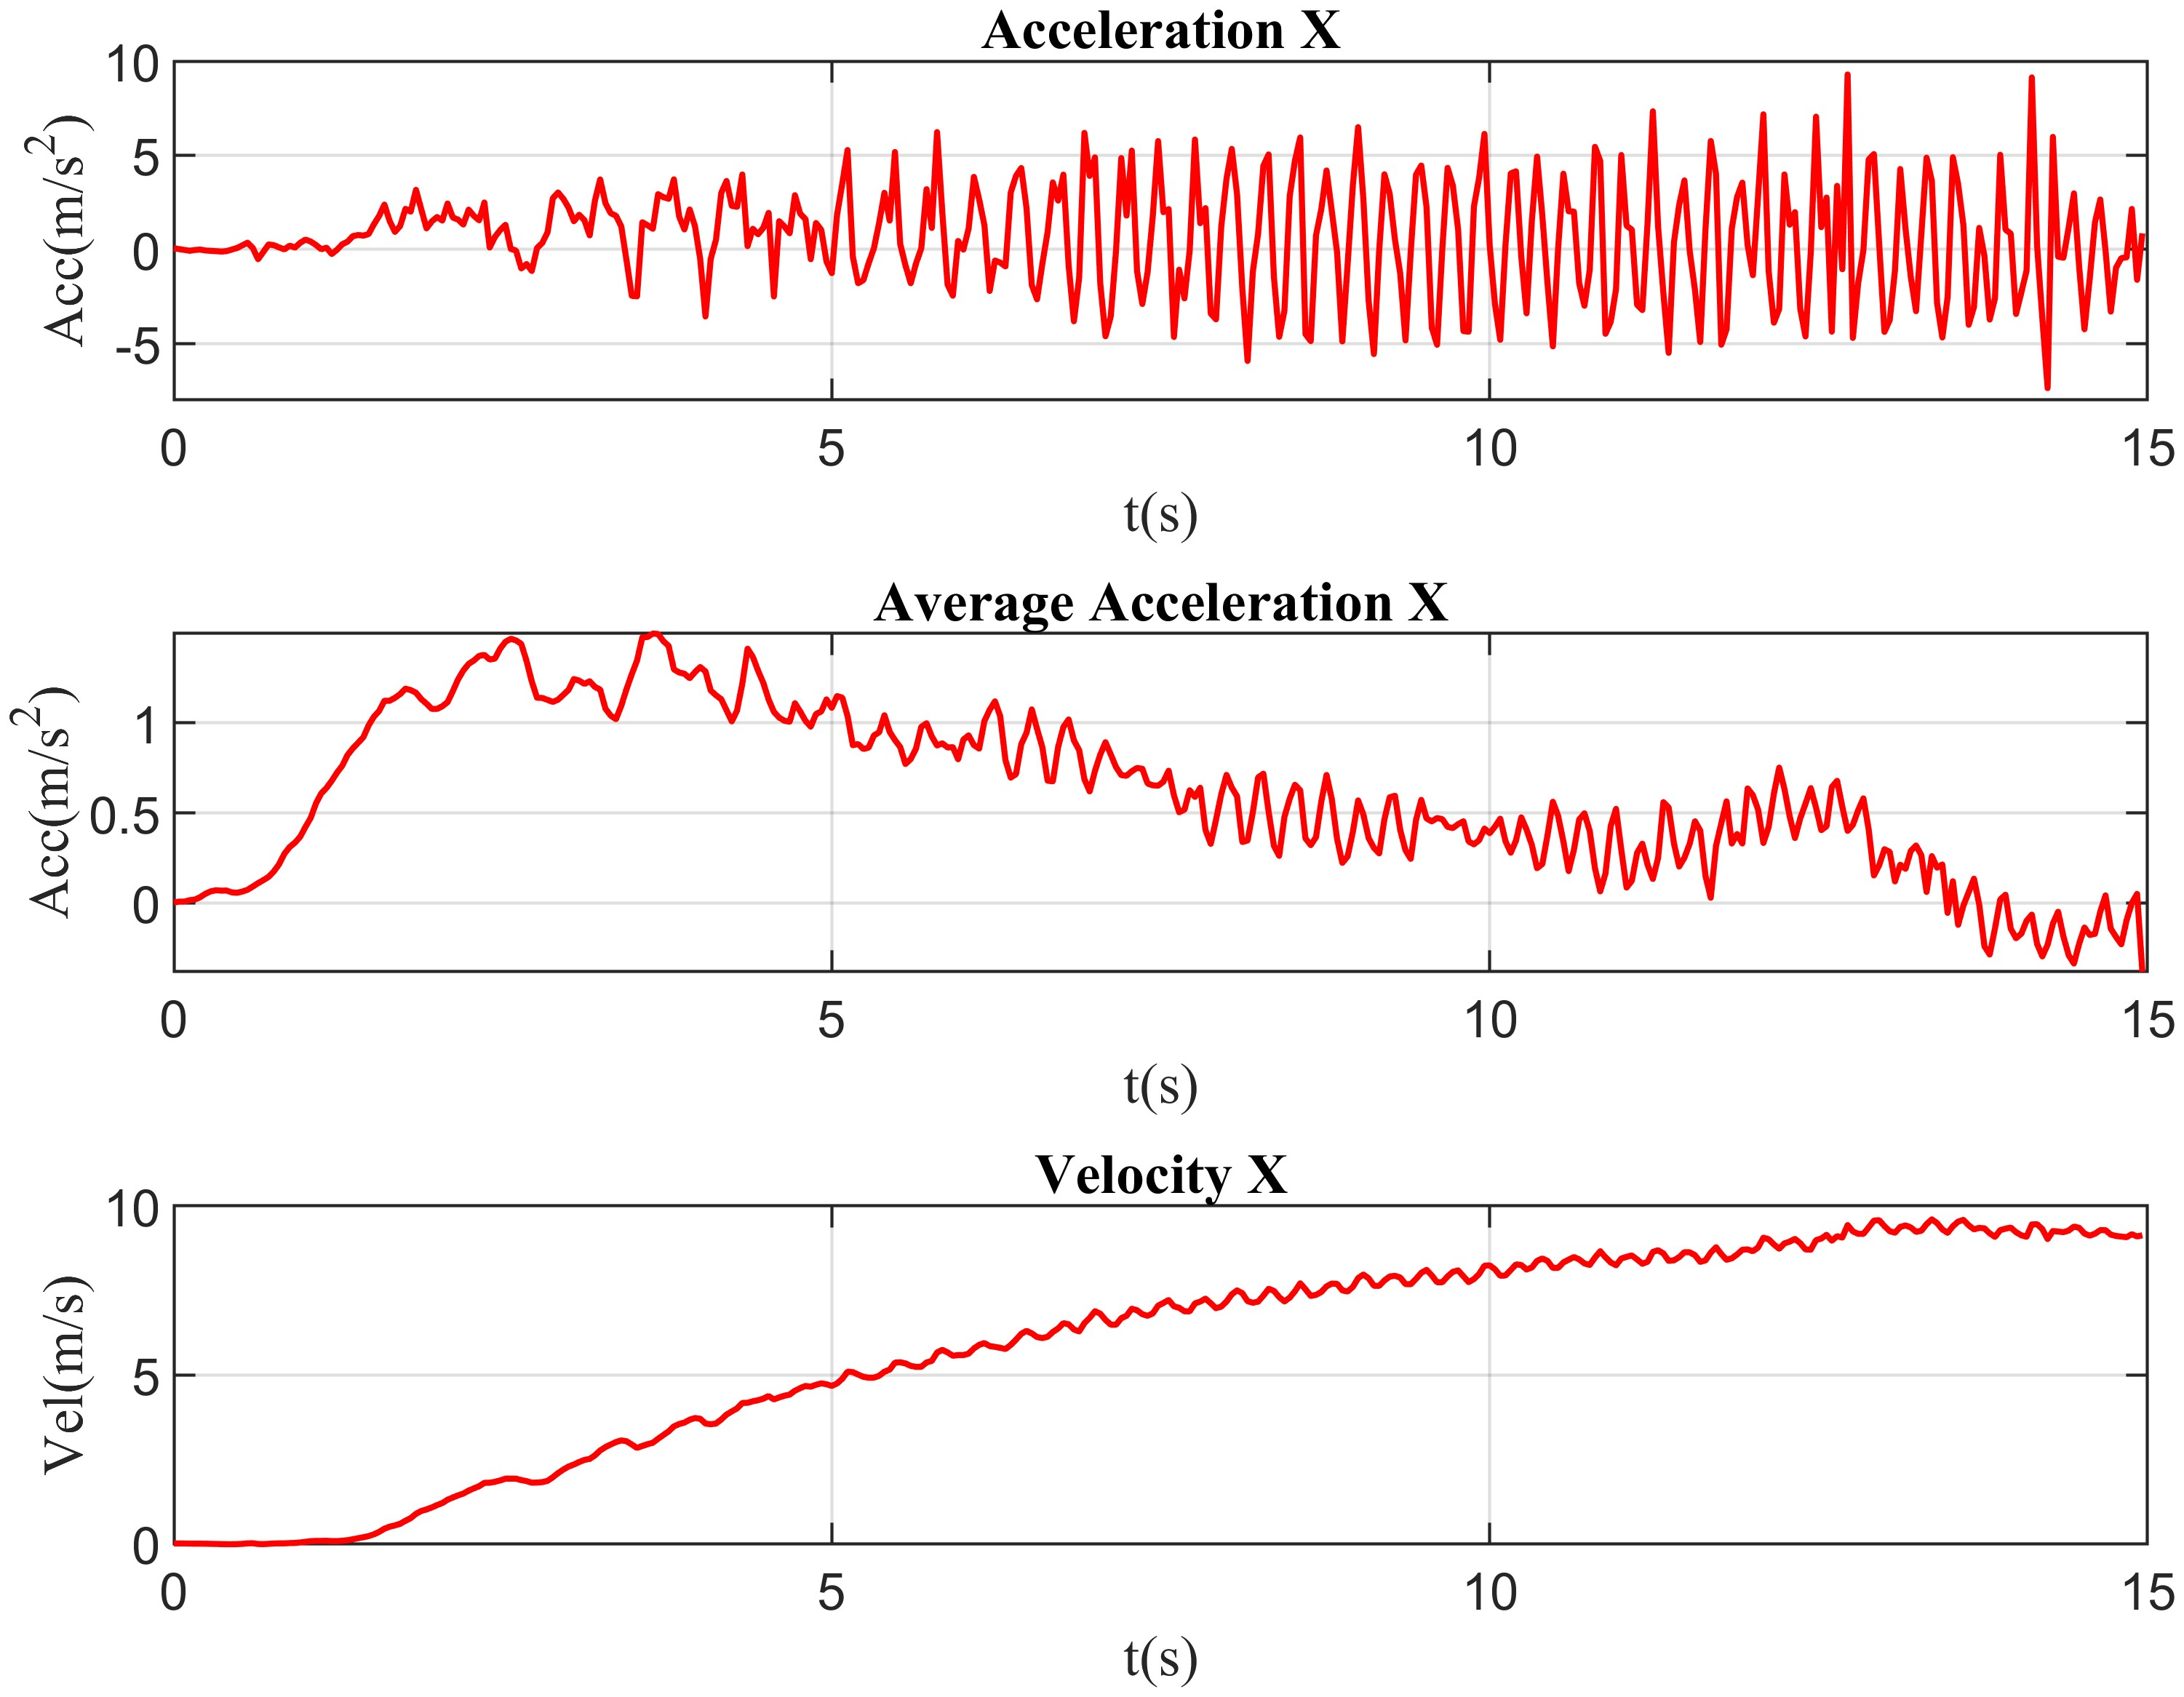 Acceleration X
10
5
0
-5
Acc(m/s²)
0 5 10 15
t(s)
Average Acceleration X
1
0.5
0
Acc(m/s²)
0 5 10 15
t(s)
Velocity X
10
5
0
Vel(m/s)
0 5 10 15
t(s)